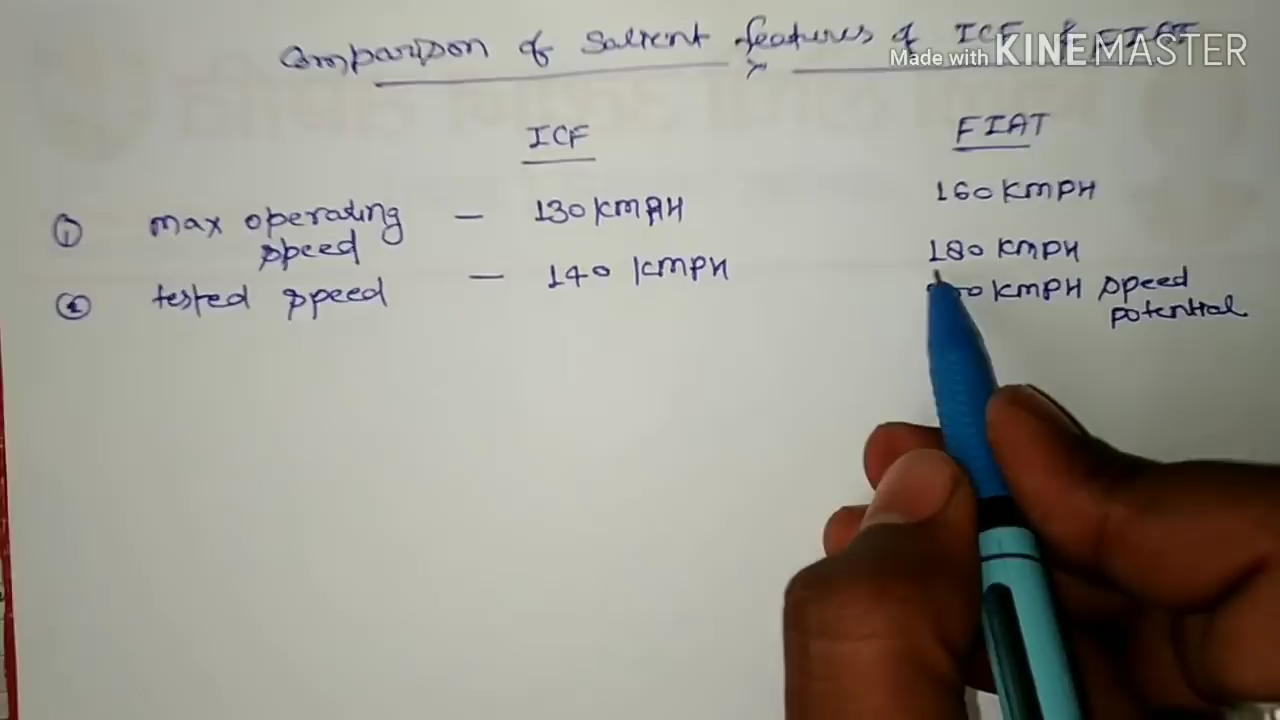 Comparison of Salient features of ICF & FIAT
Made with KINEMASTER
ICF FIAT
① max operating speed — 130 KMPH 160 KMPH
② tested speed — 140 KMPH 180 KMPH
KMPH speed potential